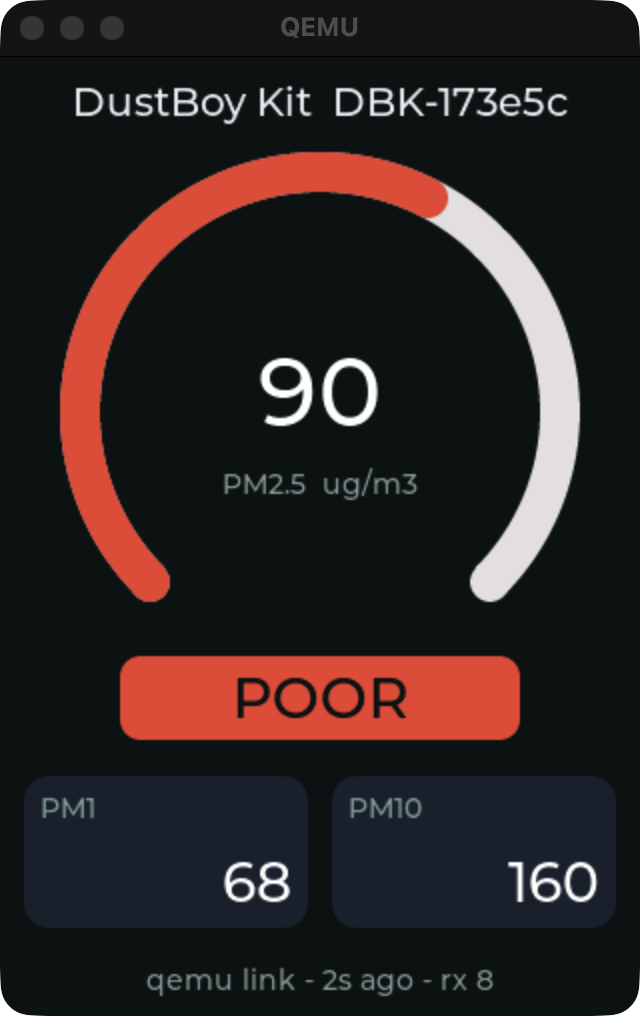 QEMU
DustBoy Kit DBK-173e5c
90
PM2.5 ug/m3
POOR
PM1
68
PM10
160
qemu link - 2s ago - rx 8